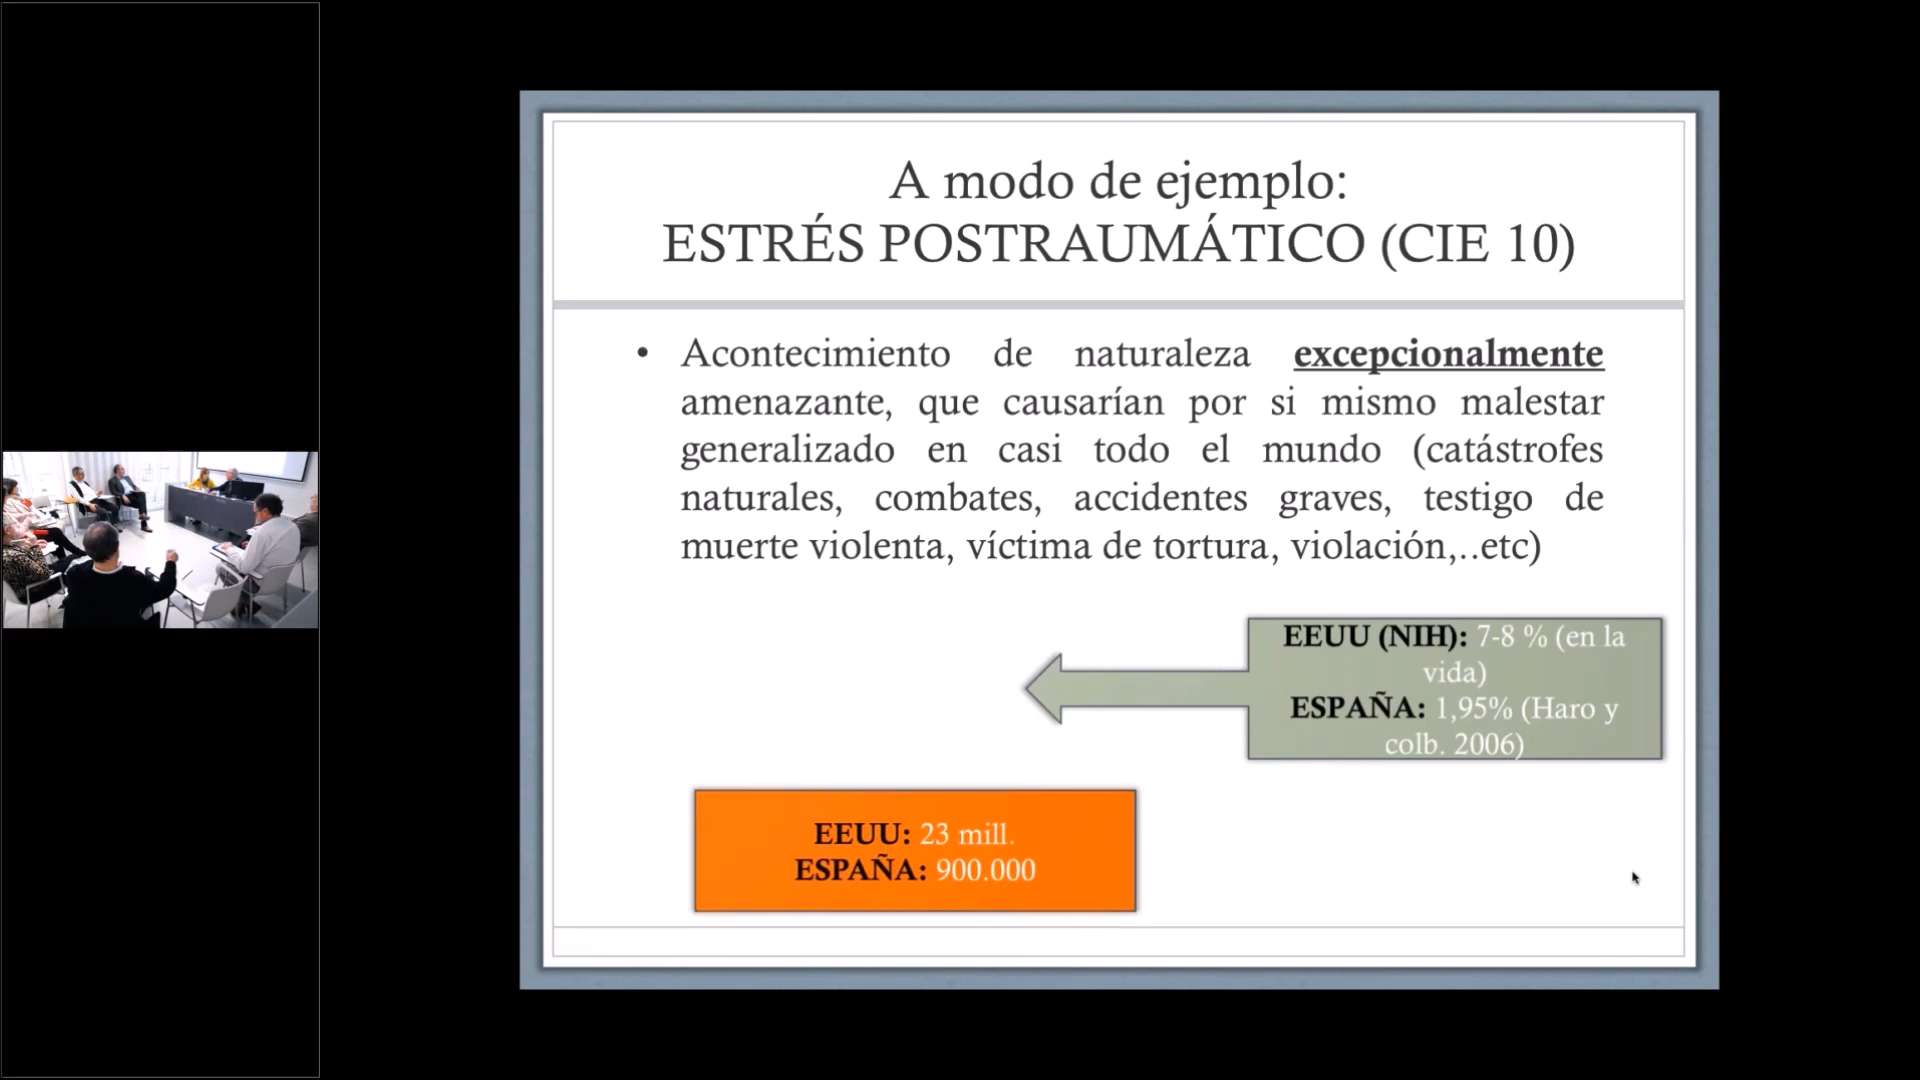 A modo de ejemplo:
ESTRÉS POSTRAUMÁTICO (CIE 10)
• Acontecimiento de naturaleza excepcionalmente
amenazante, que causarían por si mismo malestar
generalizado en casi todo el mundo (catástrofes
naturales, combates, accidentes graves, testigo de
muerte violenta, víctima de tortura, violación,..etc)
EEUU (NIH): 7-8 % (en la
vida)
ESPAÑA: 1,95% (Haro y
colb. 2006)
EEUU: 23 mill.
ESPAÑA: 900.000